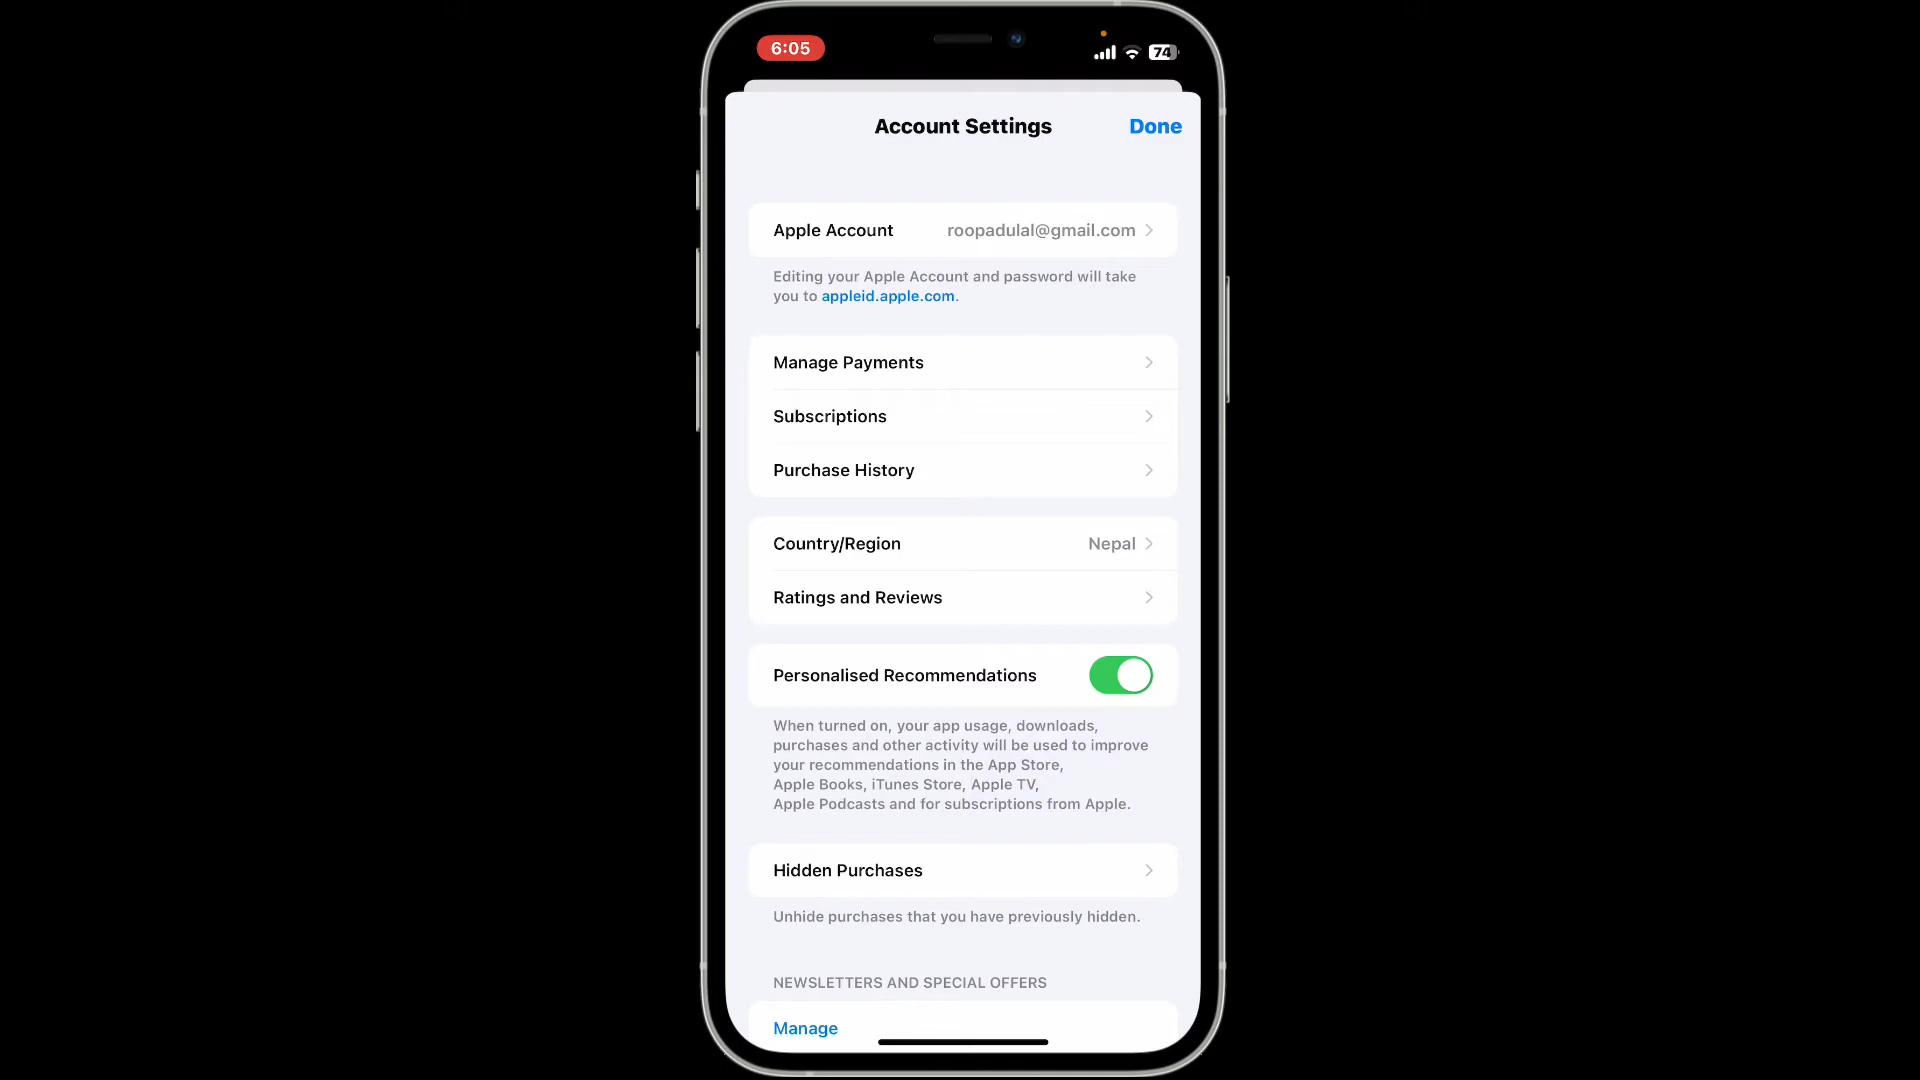 6:05
74
Account Settings
Done
Apple Account
roopadulal@gmail.com
Editing your Apple Account and password will take
you to appleid.apple.com.
Manage Payments
Subscriptions
Purchase History
Country/Region
Nepal
Ratings and Reviews
Personalised Recommendations
When turned on, your app usage, downloads,
purchases and other activity will be used to improve
your recommendations in the App Store,
Apple Books, iTunes Store, Apple TV,
Apple Podcasts and for subscriptions from Apple.
Hidden Purchases
Unhide purchases that you have previously hidden.
NEWSLETTERS AND SPECIAL OFFERS
Manage